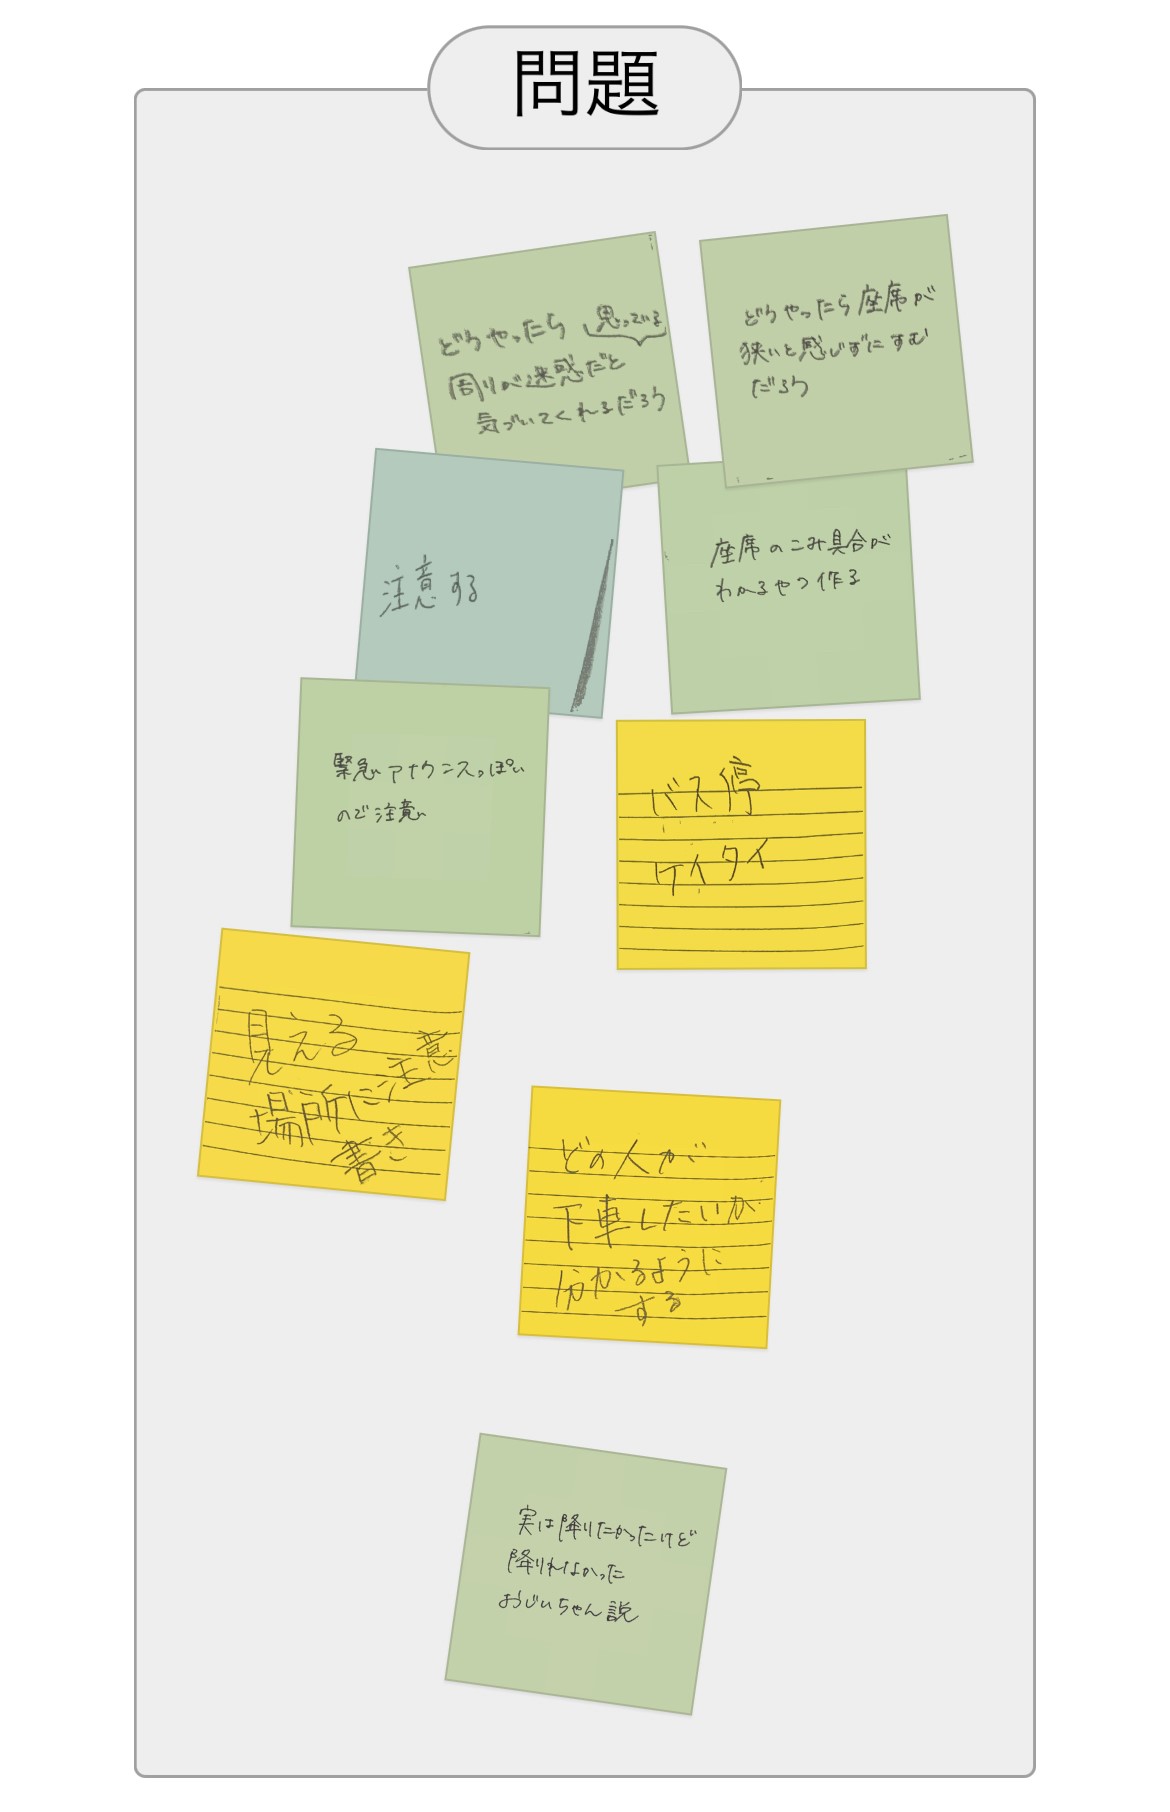 問題
どうやったら 思っている
周りが迷惑だと
気づいてくれるだろう
どうやったら座席が
狭いと感じずにすむ
だろう
注意する
座席のこみ具合が
わかるやつ作る
緊急アナウンスっぽい
ので注意
バス停
ケイタイ
見える
場所に注意
書き
どの人が
下車したいか
分かるように
する
実は降りたかったけど
降りれなかった
おじいちゃん説